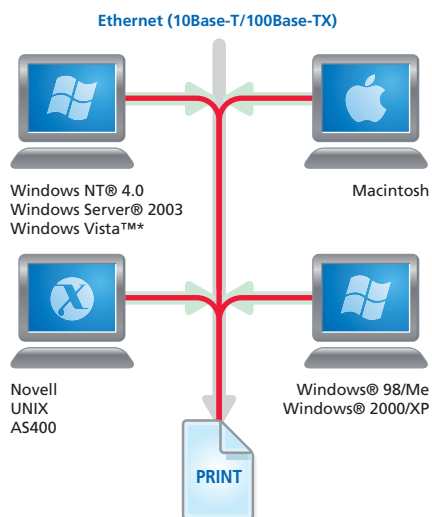 Ethernet (10Base-T/100Base-TX)
Windows NT® 4.0
Windows Server® 2003
Windows Vista™*
Macintosh
Novell
UNIX
AS400
Windows® 98/Me
Windows® 2000/XP
PRINT